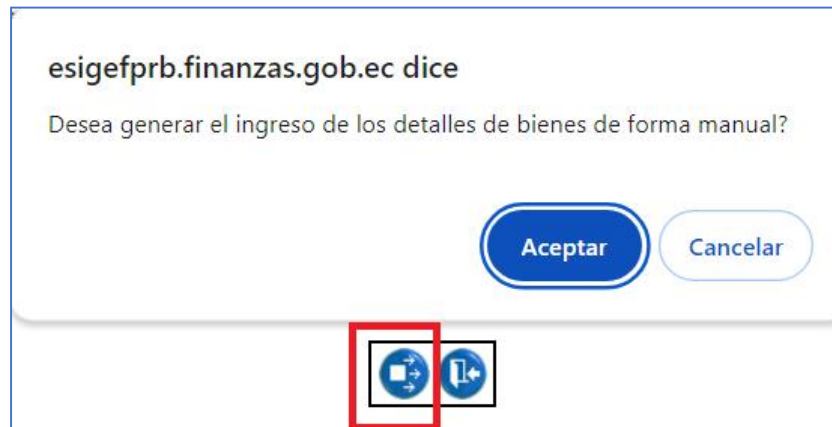 esigefprb.finanzas.gob.ec dice
Desea generar el ingreso de los detalles de bienes de forma manual?
Aceptar
Cancelar